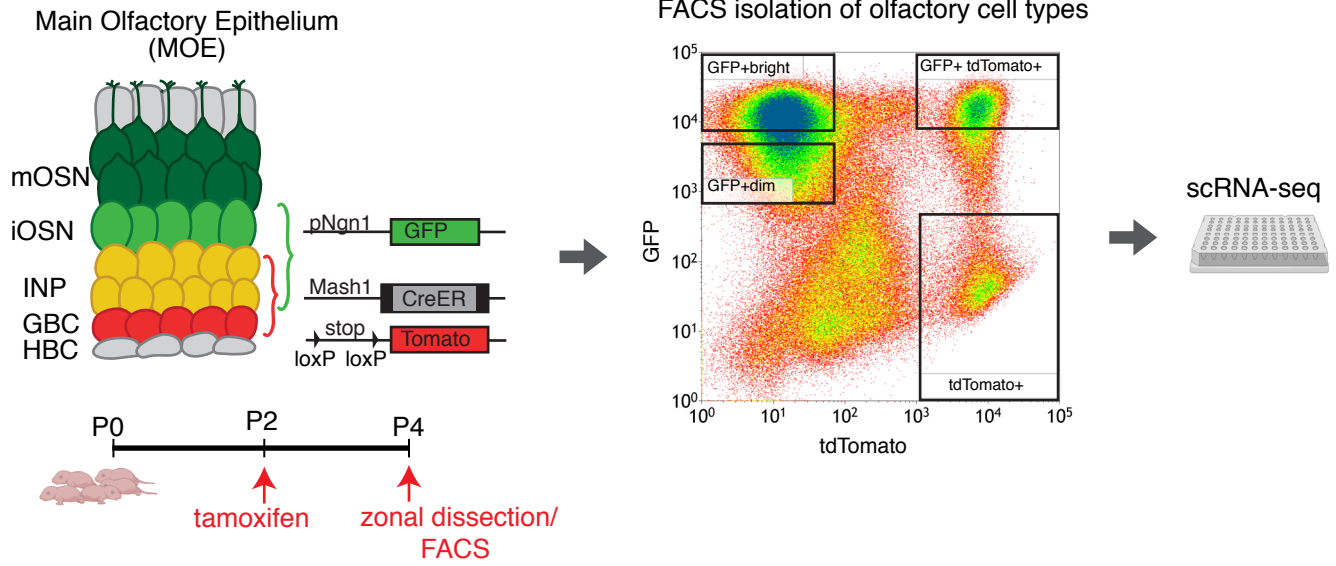 Main Olfactory Epithelium
(MOE)
mOSN
iOSN
INP
GBC
HBC
pNgn1
GFP
Mash1
CreER
stop
Tomato
loxP
loxP
P0
P2
P4
tamoxifen
zonal dissection/
FACS
FACS isolation of olfactory cell types
GFP+bright
GFP+ tdTomato+
GFP+dim
tdTomato+
GFP
10^5
10^4
10^3
10^2
10^1
10^0
10^0
10^1
10^2
10^3
10^4
10^5
tdTomato
scRNA-seq